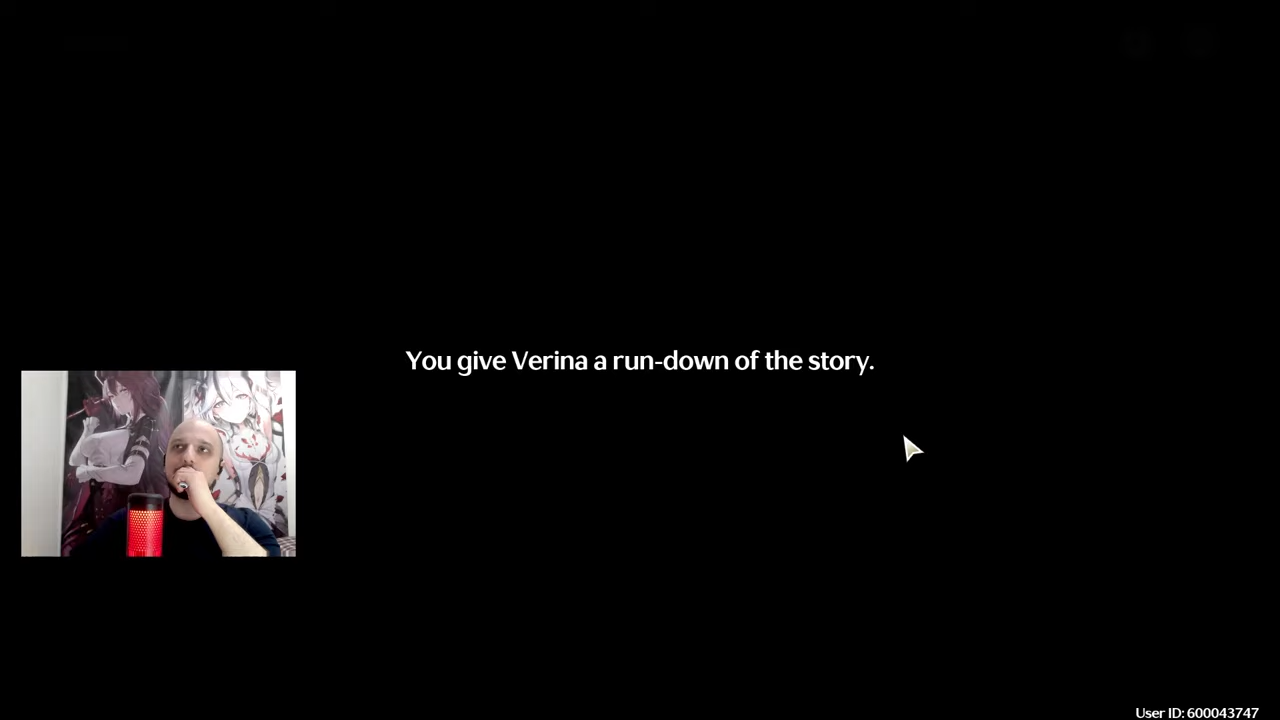 You give Verina a run-down of the story.
User ID: 600043747